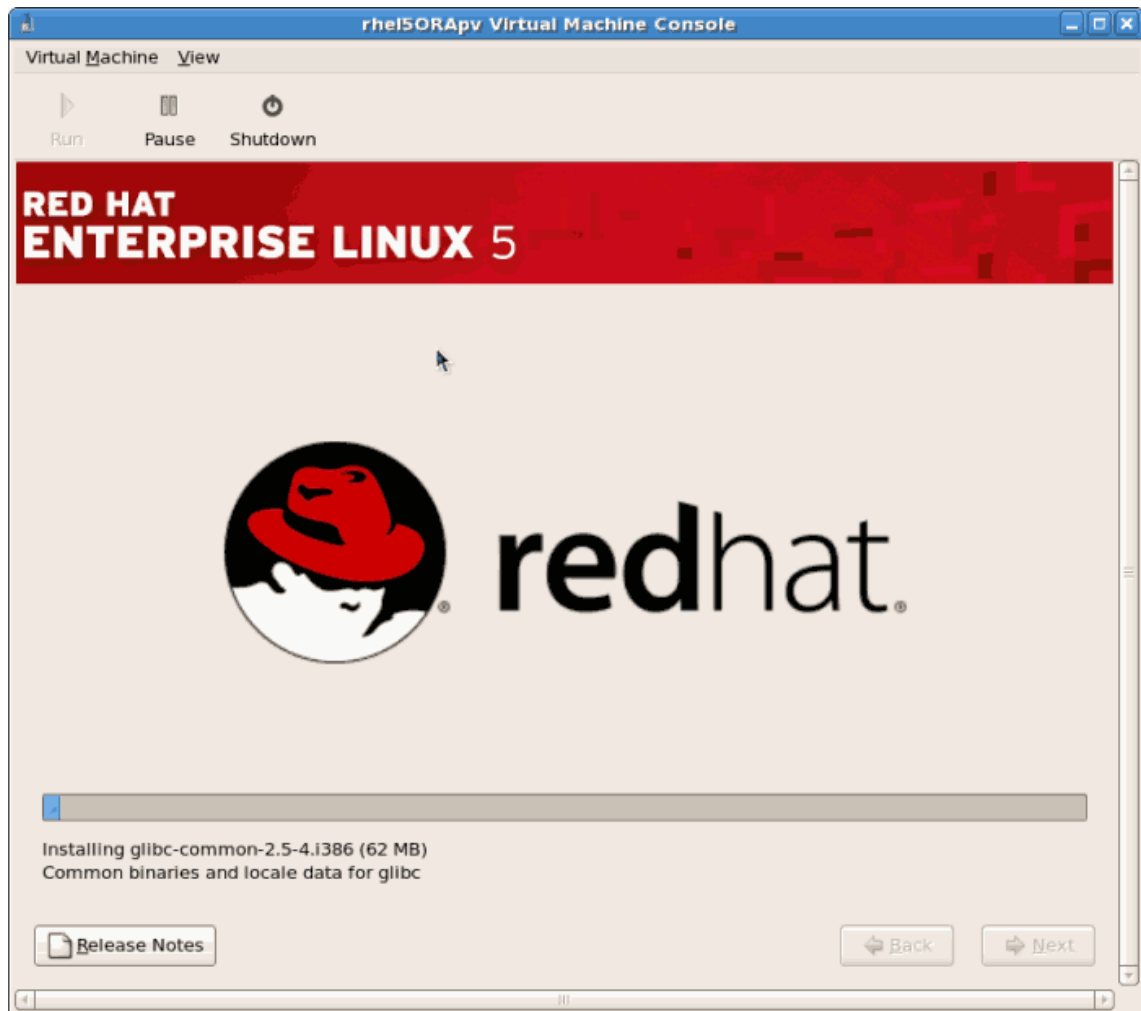 rhel5ORApv Virtual Machine Console
Virtual Machine View
Run Pause Shutdown
RED HAT
ENTERPRISE LINUX 5
redhat.
Installing glibc-common-2.5-4.i386 (62 MB)
Common binaries and locale data for glibc
Release Notes Back Next